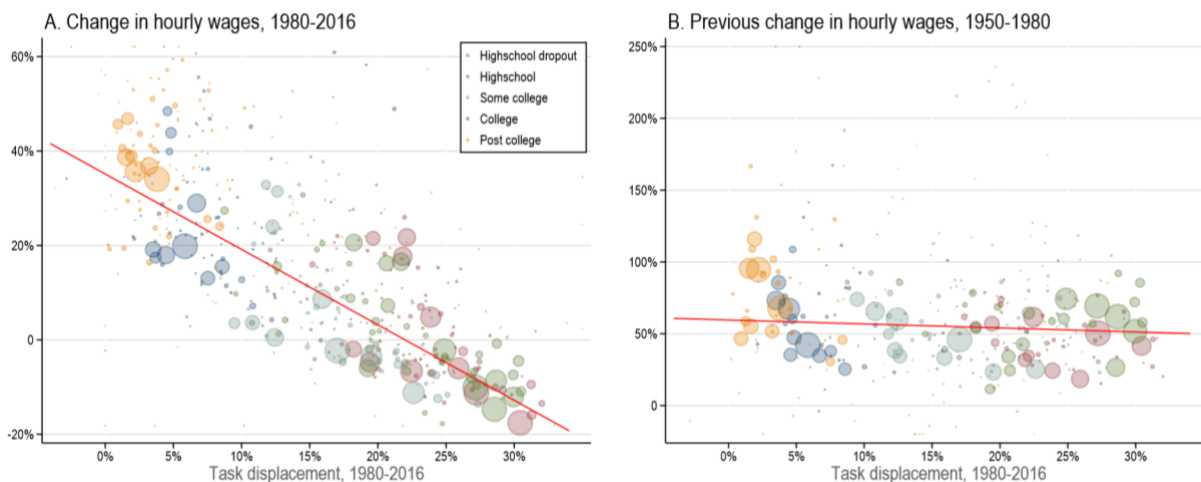 A. Change in hourly wages, 1980-2016
60%
40%
20%
0
-20%
Highschool dropout
Highschool
Some college
College
Post college
0%
5%
10%
15%
20%
25%
30%
Task displacement, 1980-2016
B. Previous change in hourly wages, 1950-1980
250%
200%
150%
100%
50%
0
0%
5%
10%
15%
20%
25%
30%
Task displacement, 1980-2016